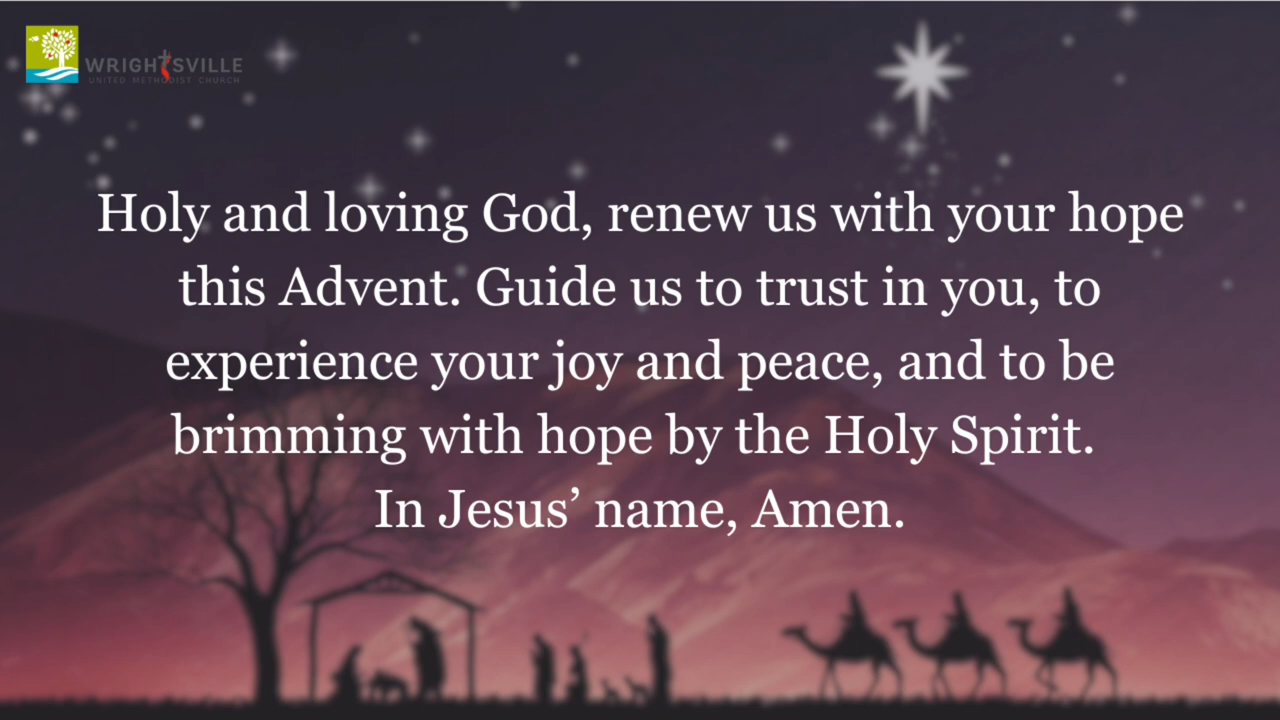 WRIGHTSVILLE
UNITED METHODIST CHURCH
Holy and loving God, renew us with your hope
this Advent. Guide us to trust in you, to
experience your joy and peace, and to be
brimming with hope by the Holy Spirit.
In Jesus’ name, Amen.